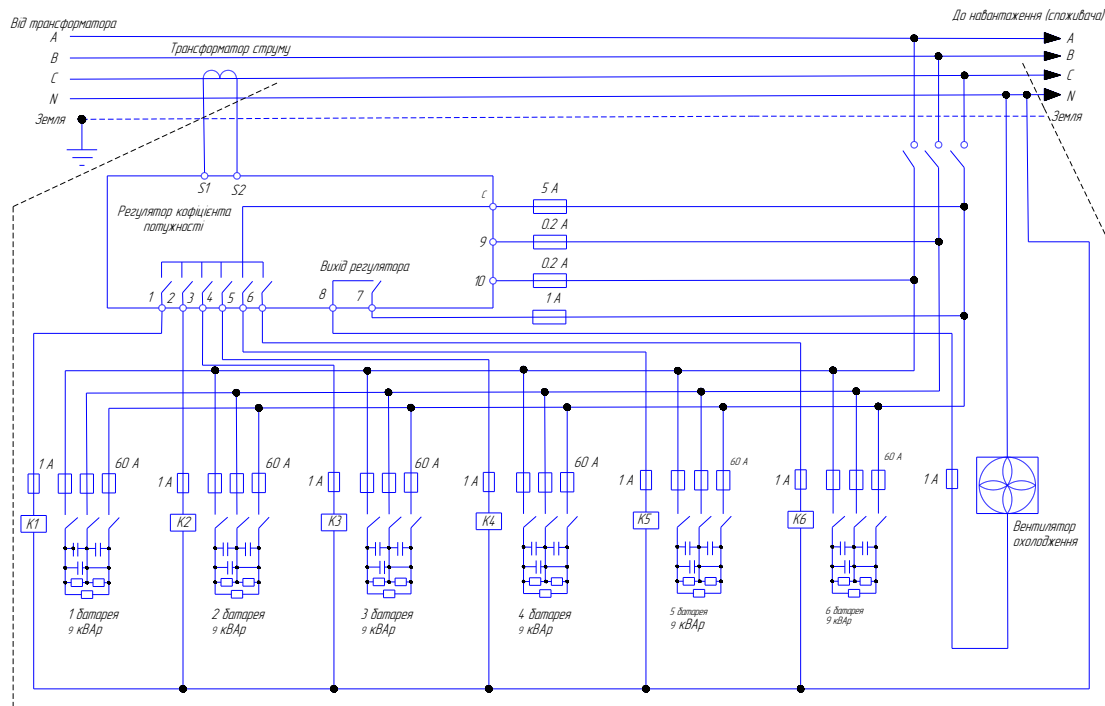 Від трансформатора
До навантаження (споживача)
A
A
Трансформатор струму
B
B
C
C
N
N
Земля
Земля
S1 S2
Регулятор кофіцієнта
потужності
c
5 A
0.2 A
9
Вихід регулятора
0.2 A
10
1 2 3 4 5 6
8 7
1 A
1 A
60 A
1 A
60 A
1 A
60 A
1 A
60 A
1 A
60 A
1 A
60 A
1 A
K1
K2
K3
K4
K5
K6
Вентилятор
охолодження
1 батарея
9 кВАр
2 батарея
9 кВАр
3 батарея
9 кВАр
4 батарея
9 кВАр
5 батарея
9 кВАр
6 батарея
9 кВАр